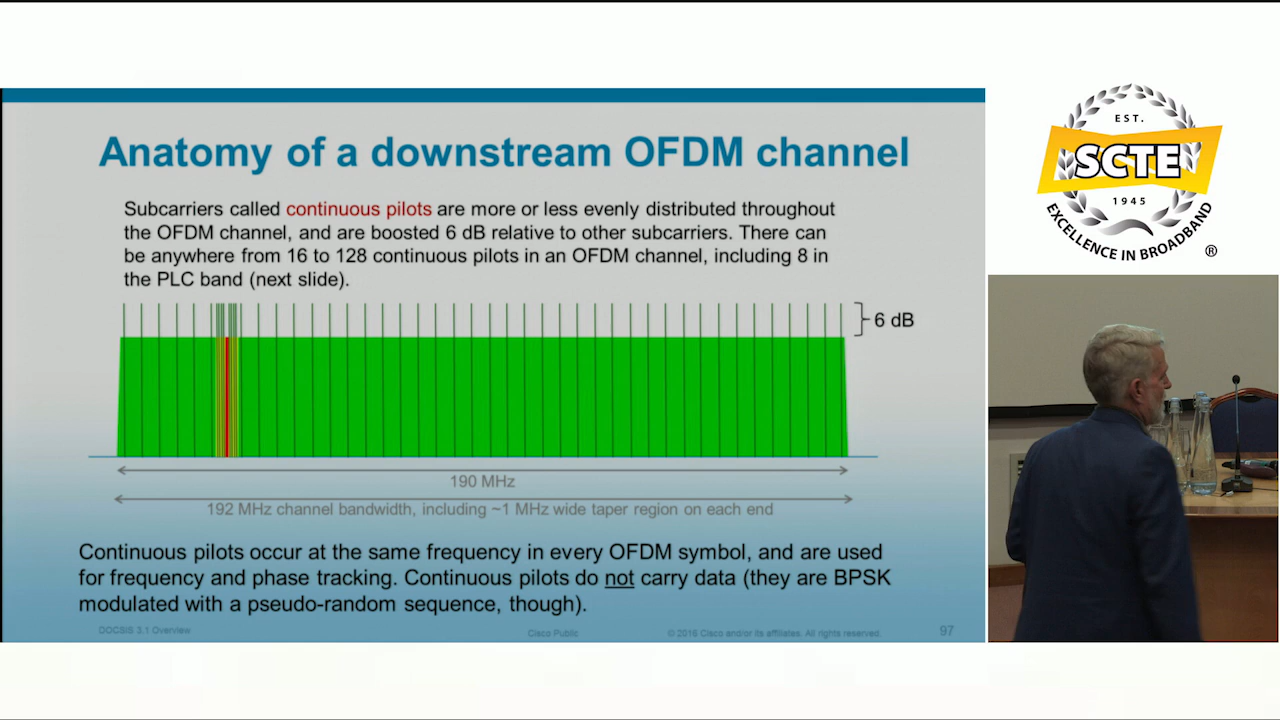 Anatomy of a downstream OFDM channel
Subcarriers called continuous pilots are more or less evenly distributed throughout
the OFDM channel, and are bosted 6 dB relative to other subcarriers. There can
be anywhere from 16 to 128 continuous pilots in an OFDM channel, including 8 in
the PLC band (next slide).
6 dB
190 MHz
192 MHz channel bandwidth, including ~1 MHz wide taper region on each end
Continuous pilots occur at the same frequency in every OFDM symbol, and are used
for frequency and phase tracking. Continuous pilots do not carry data (they are BPSK
modulated with a pseudo-random sequence, though).
DOCSIS 3.1 Overview
Cisco Public
© 2016 Cisco and/or its affiliates. All rights reserved.
97
EST.
SCTE
1945
EXCELLENCE IN BROADBAND
®